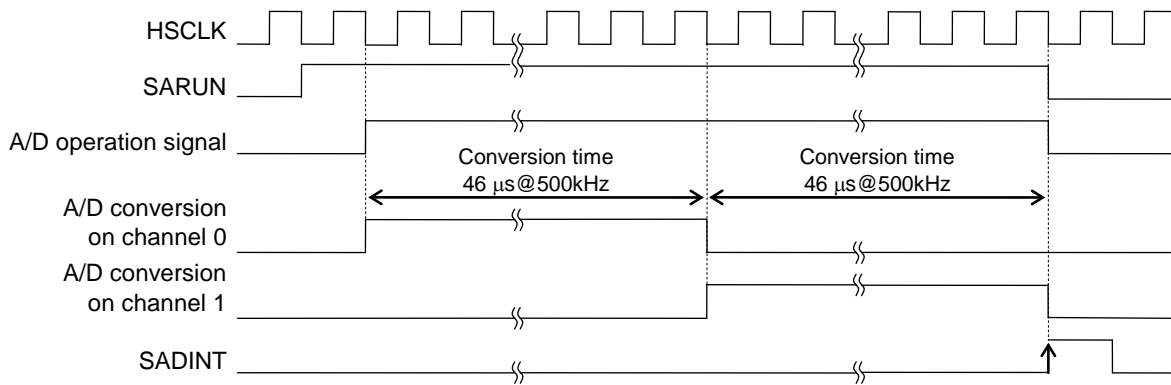 HSCLK
SARUN
A/D operation signal
Conversion time
46 μs@500kHz
Conversion time
46 μs@500kHz
A/D conversion
on channel 0
A/D conversion
on channel 1
SADINT